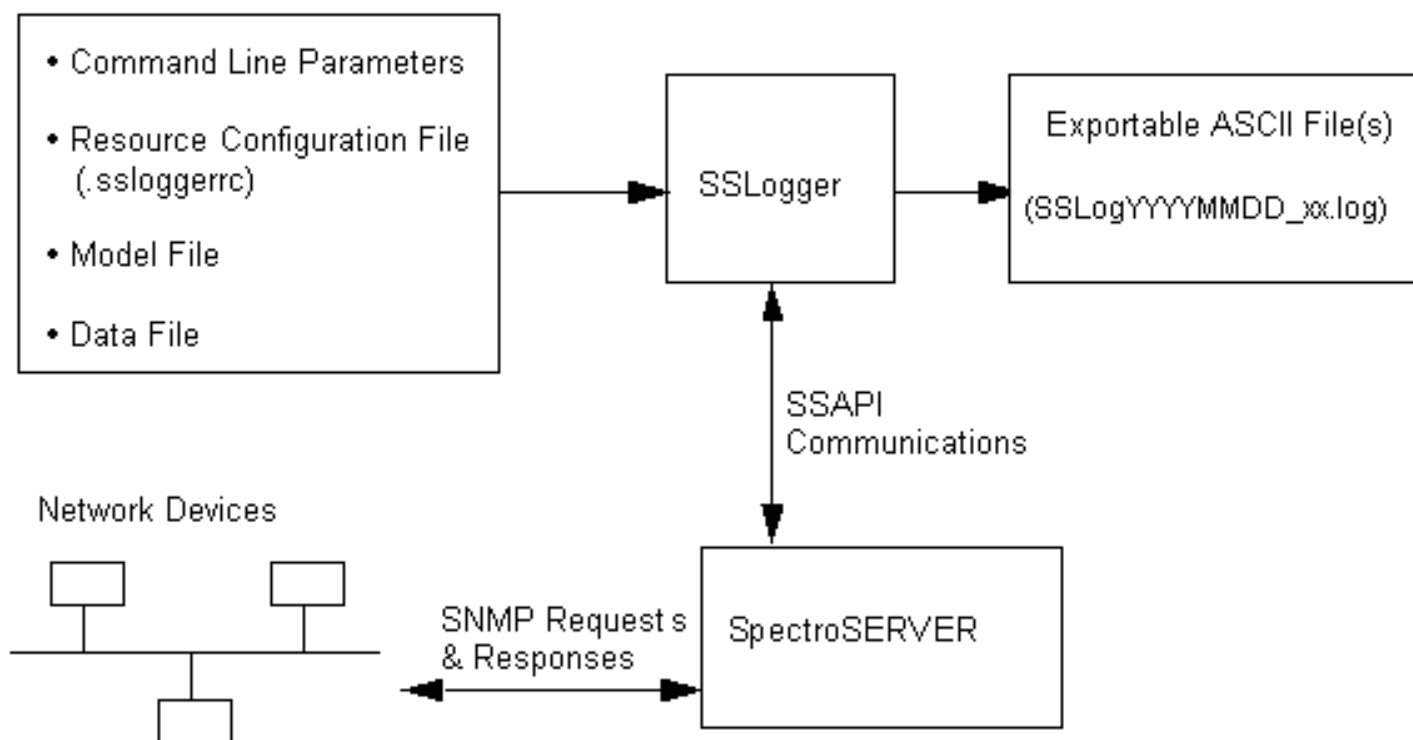 • Command Line Parameters
• Resource Configuration File
(.ssloggerrc)
• Model File
• Data File
SSLogger
Exportable ASCII File(s)
(SSLogYYYYMMDD_xx.log)
SSAPI
Communications
Network Devices
SNMP Requests
& Responses
SpectroSERVER